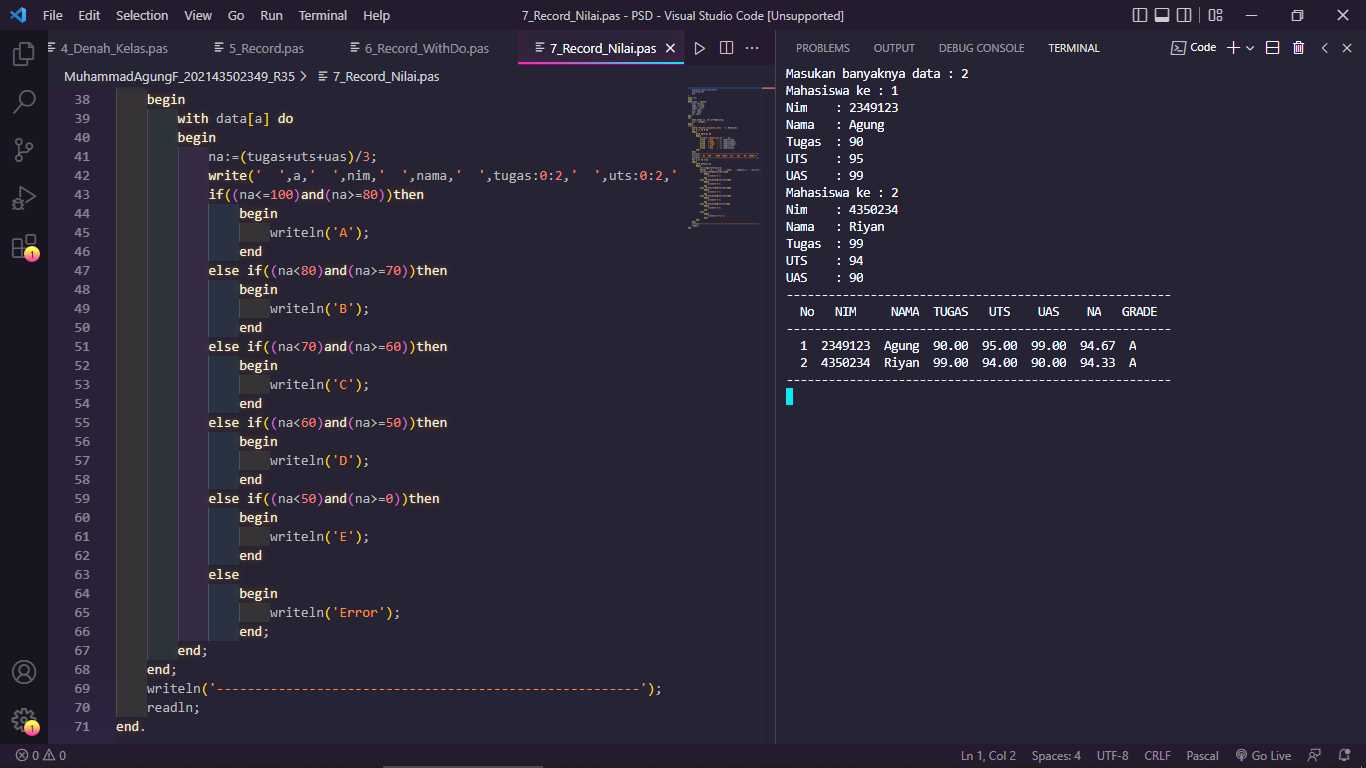 File Edit Selection View Go Run Terminal Help 7_Record_Nilai.pas - PSD - Visual Studio Code [Unsupported]
4_Denah_Kelas.pas 5_Record.pas 6_Record_WithDo.pas 7_Record_Nilai.pas
MuhammadAgungF_202143502349_R35 > 7_Record_Nilai.pas
38 begin
39 with data[a] do
40 begin
41 na:=(tugas+uts+uas)/3;
42 write('  ',a,'  ',nim,'  ',nama,'  ',tugas:0:2,'  ',uts:0:2,'
43 if((na<=100)and(na>=80))then
44 begin
45 writeln('A');
46 end
47 else if((na<80)and(na>=70))then
48 begin
49 writeln('B');
50 end
51 else if((na<70)and(na>=60))then
52 begin
53 writeln('C');
54 end
55 else if((na<60)and(na>=50))then
56 begin
57 writeln('D');
58 end
59 else if((na<50)and(na>=0))then
60 begin
61 writeln('E');
62 end
63 else
64 begin
65 writeln('Error');
66 end;
67 end;
68 end;
69 writeln('-------------------------------------------------------');
70 readln;
71 end.
PROBLEMS OUTPUT DEBUG CONSOLE TERMINAL Code
Masukan banyaknya data : 2
Mahasiswa ke : 1
Nim    : 2349123
Nama   : Agung
Tugas  : 90
UTS    : 95
UAS    : 99
Mahasiswa ke : 2
Nim    : 4350234
Nama   : Riyan
Tugas  : 99
UTS    : 94
UAS    : 90
-------------------------------------------------------
No   NIM     NAMA  TUGAS   UTS    UAS    NA   GRADE
-------------------------------------------------------
1  2349123  Agung  90.00  95.00  99.00  94.67  A
2  4350234  Riyan  99.00  94.00  90.00  94.33  A
-------------------------------------------------------
1
1
0 0 Ln 1, Col 2 Spaces: 4 UTF-8 CRLF Pascal Go Live